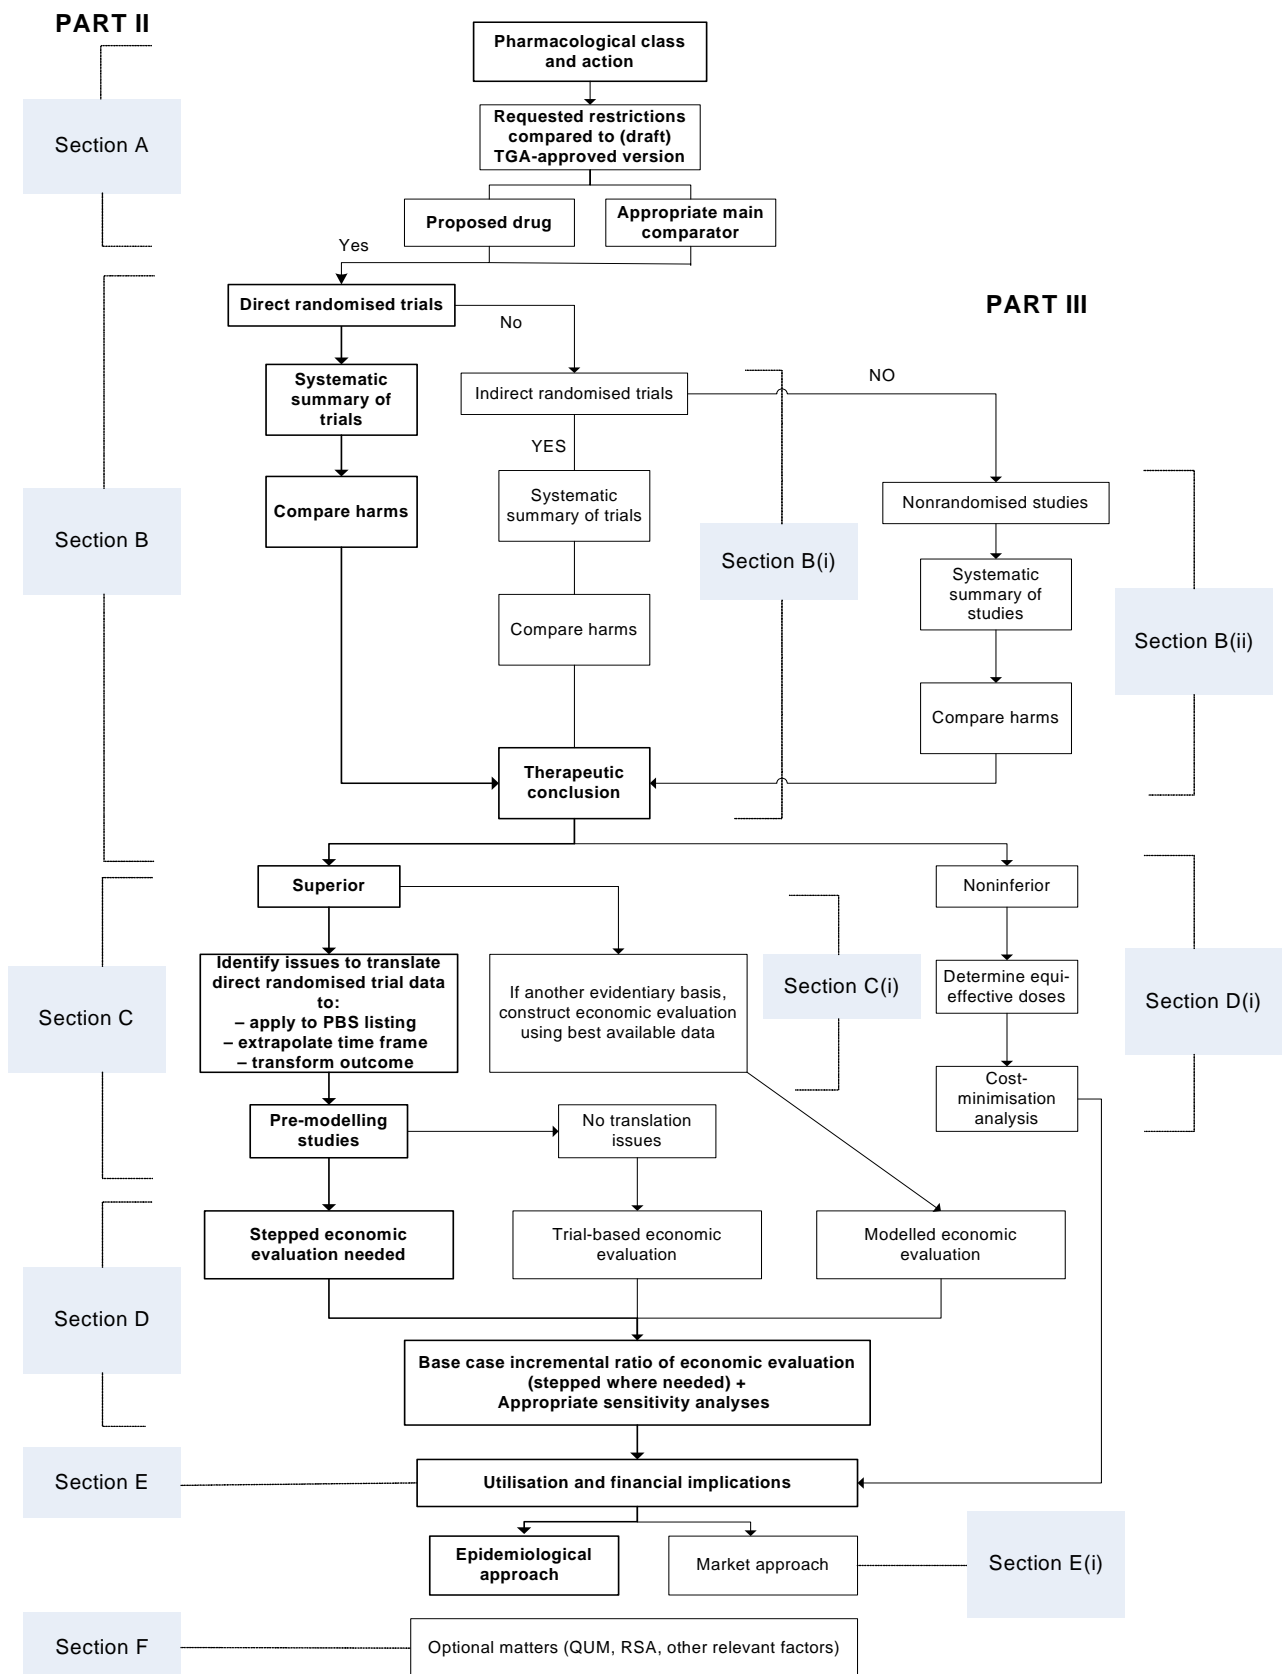 PART II
Pharmacological class
and action
Section A
Requested restrictions
compared to (draft)
TGA-approved version
Proposed drug
Appropriate main
comparator
Yes
Direct randomised trials
No
PART III
Systematic
summary of
trials
Indirect randomised trials
NO
YES
Compare harms
Systematic
summary of trials
Nonrandomised studies
Section B
Section B(i)
Systematic
summary of
studies
Compare harms
Section B(ii)
Compare harms
Therapeutic
conclusion
Superior
Noninferior
Identify issues to translate
direct randomised trial data
to:
– apply to PBS listing
– extrapolate time frame
– transform outcome
If another evidentiary basis,
construct economic evaluation
using best available data
Section C(i)
Determine equi-
effective doses
Section D(i)
Section C
Cost-
minimisation
analysis
Pre-modelling
studies
No translation
issues
Stepped economic
evaluation needed
Trial-based economic
evaluation
Modelled economic
evaluation
Section D
Base case incremental ratio of economic evaluation
(stepped where needed) +
Appropriate sensitivity analyses
Section E
Utilisation and financial implications
Epidemiological
approach
Market approach
Section E(i)
Section F
Optional matters (QUM, RSA, other relevant factors)